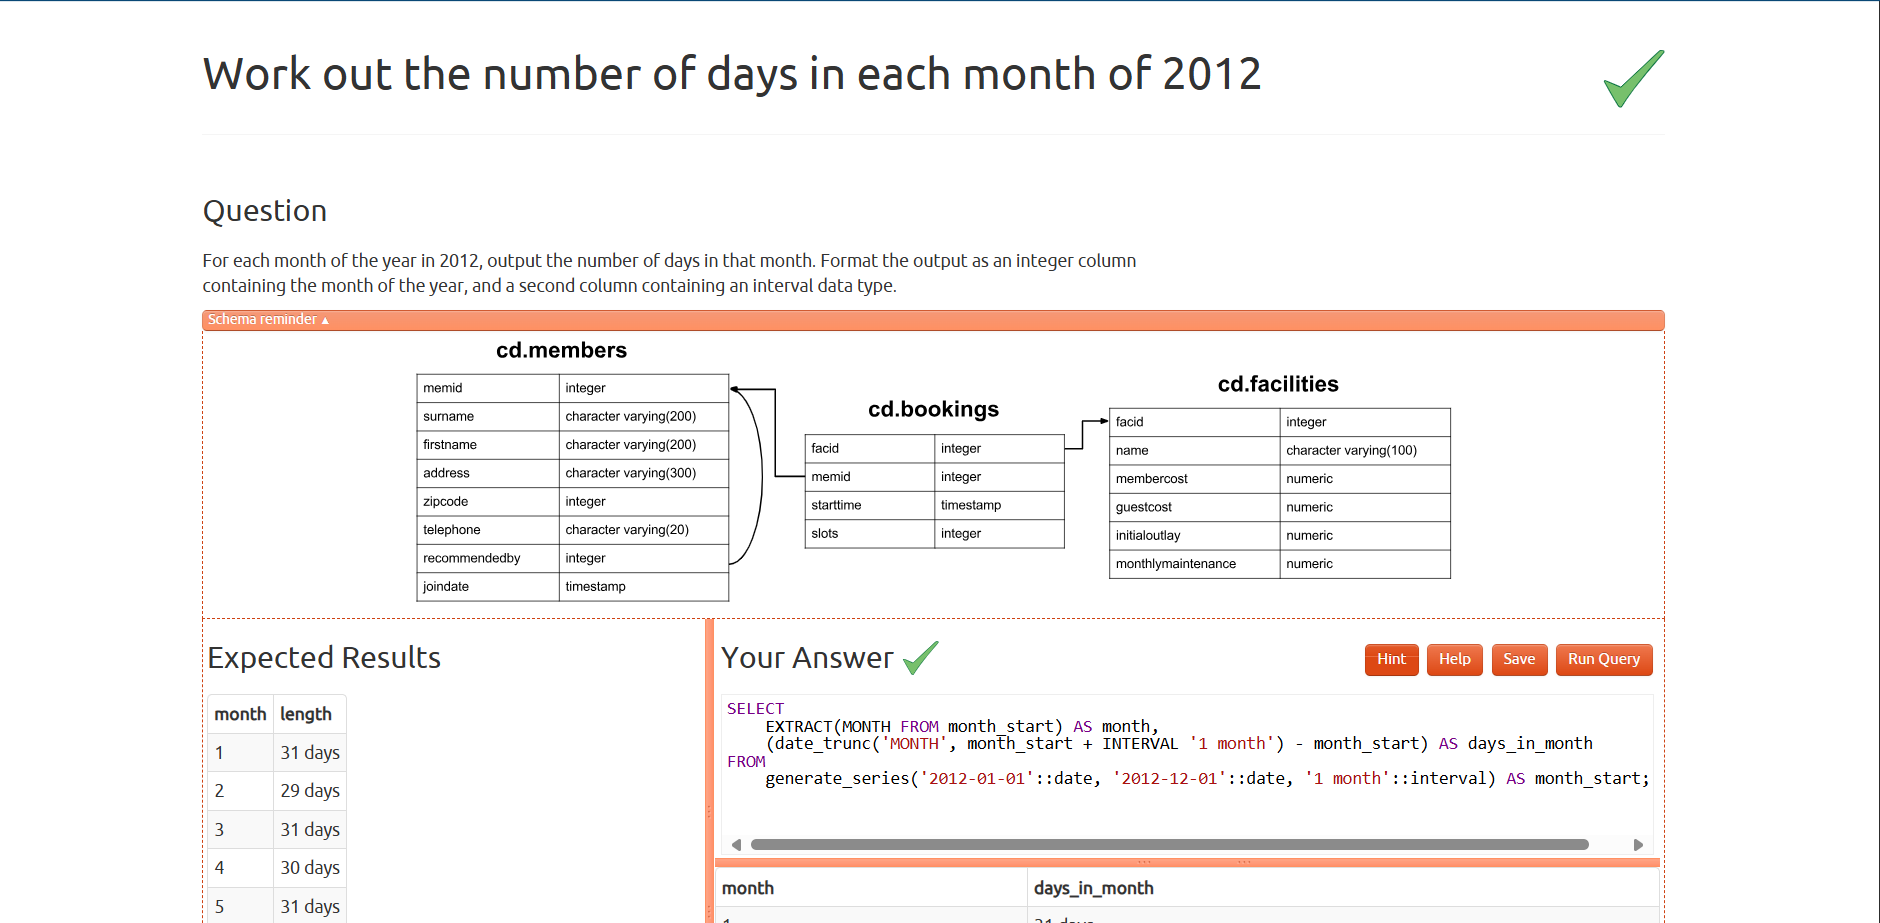 Work out the number of days in each month of 2012
Question
For each month of the year in 2012, output the number of days in that month. Format the output as an integer column
containing the month of the year, and a second column containing an interval data type.
Schema reminder ▲
cd.members
memid integer
surname character varying(200)
firstname character varying(200)
address character varying(300)
zipcode integer
telephone character varying(20)
recommendedby integer
joindate timestamp
cd.bookings
facid integer
memid integer
starttime timestamp
slots integer
cd.facilities
facid integer
name character varying(100)
membercost numeric
guestcost numeric
initialoutlay numeric
monthlymaintenance numeric
Expected Results
month length
1 31 days
2 29 days
3 31 days
4 30 days
5 31 days
Your Answer
Hint Help Save Run Query
SELECT
    EXTRACT(MONTH FROM month_start) AS month,
    (date_trunc('MONTH', month_start + INTERVAL '1 month') - month_start) AS days_in_month
FROM
    generate_series('2012-01-01'::date, '2012-12-01'::date, '1 month'::interval) AS month_start;
month days_in_month